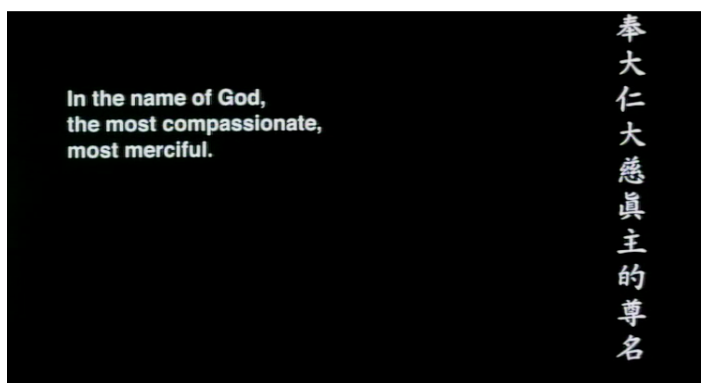 In the name of God,
the most compassionate,
most merciful.
奉大仁大慈眞主的尊名